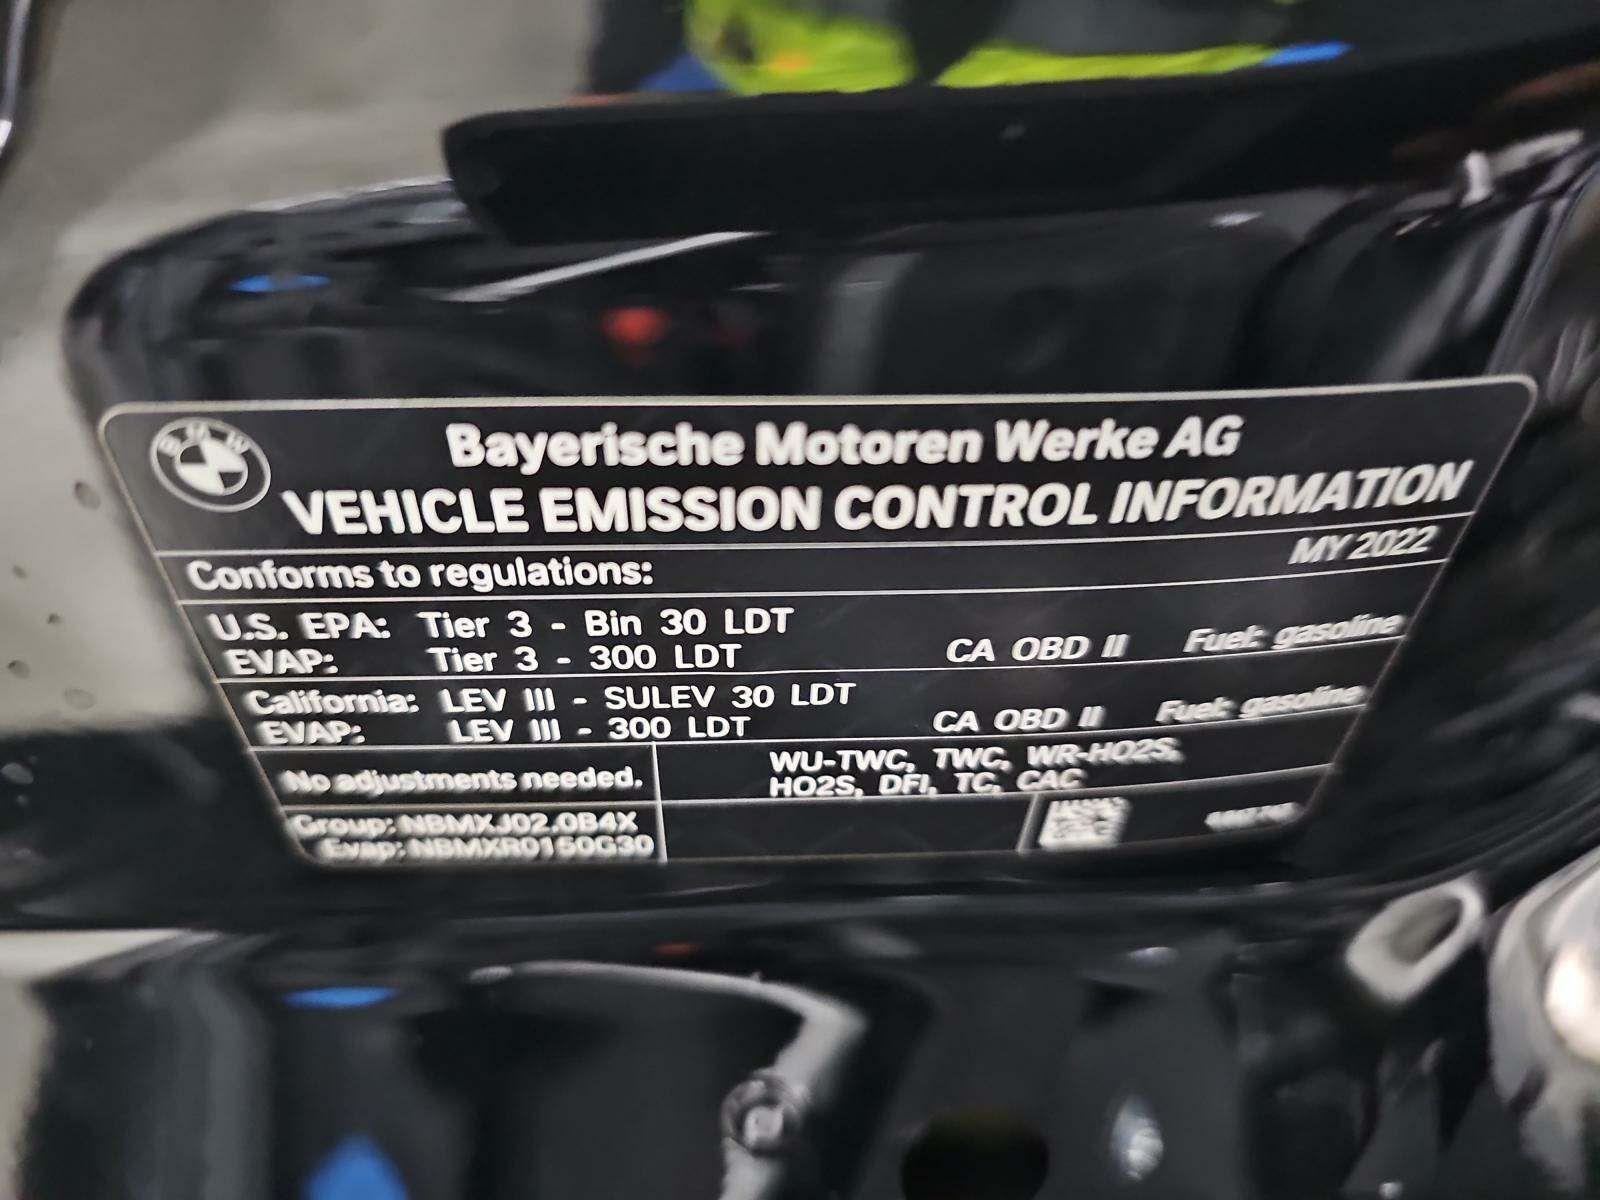 BMW
Bayerische Motoren Werke AG
VEHICLE EMISSION CONTROL INFORMATION
Conforms to regulations: MY 2022
U.S. EPA: Tier 3 - Bin 30 LDT
EVAP: Tier 3 - 300 LDT CA OBD II Fuel: gasoline
California: LEV III - SULEV 30 LDT
EVAP: LEV III - 300 LDT CA OBD II Fuel: gasoline
No adjustments needed. WU-TWC, TWC, WR-HO2S,
HO2S, DFI, TC, CAC
Group: NBMXJ02.0B4X
Evap: NBMXR0150G30